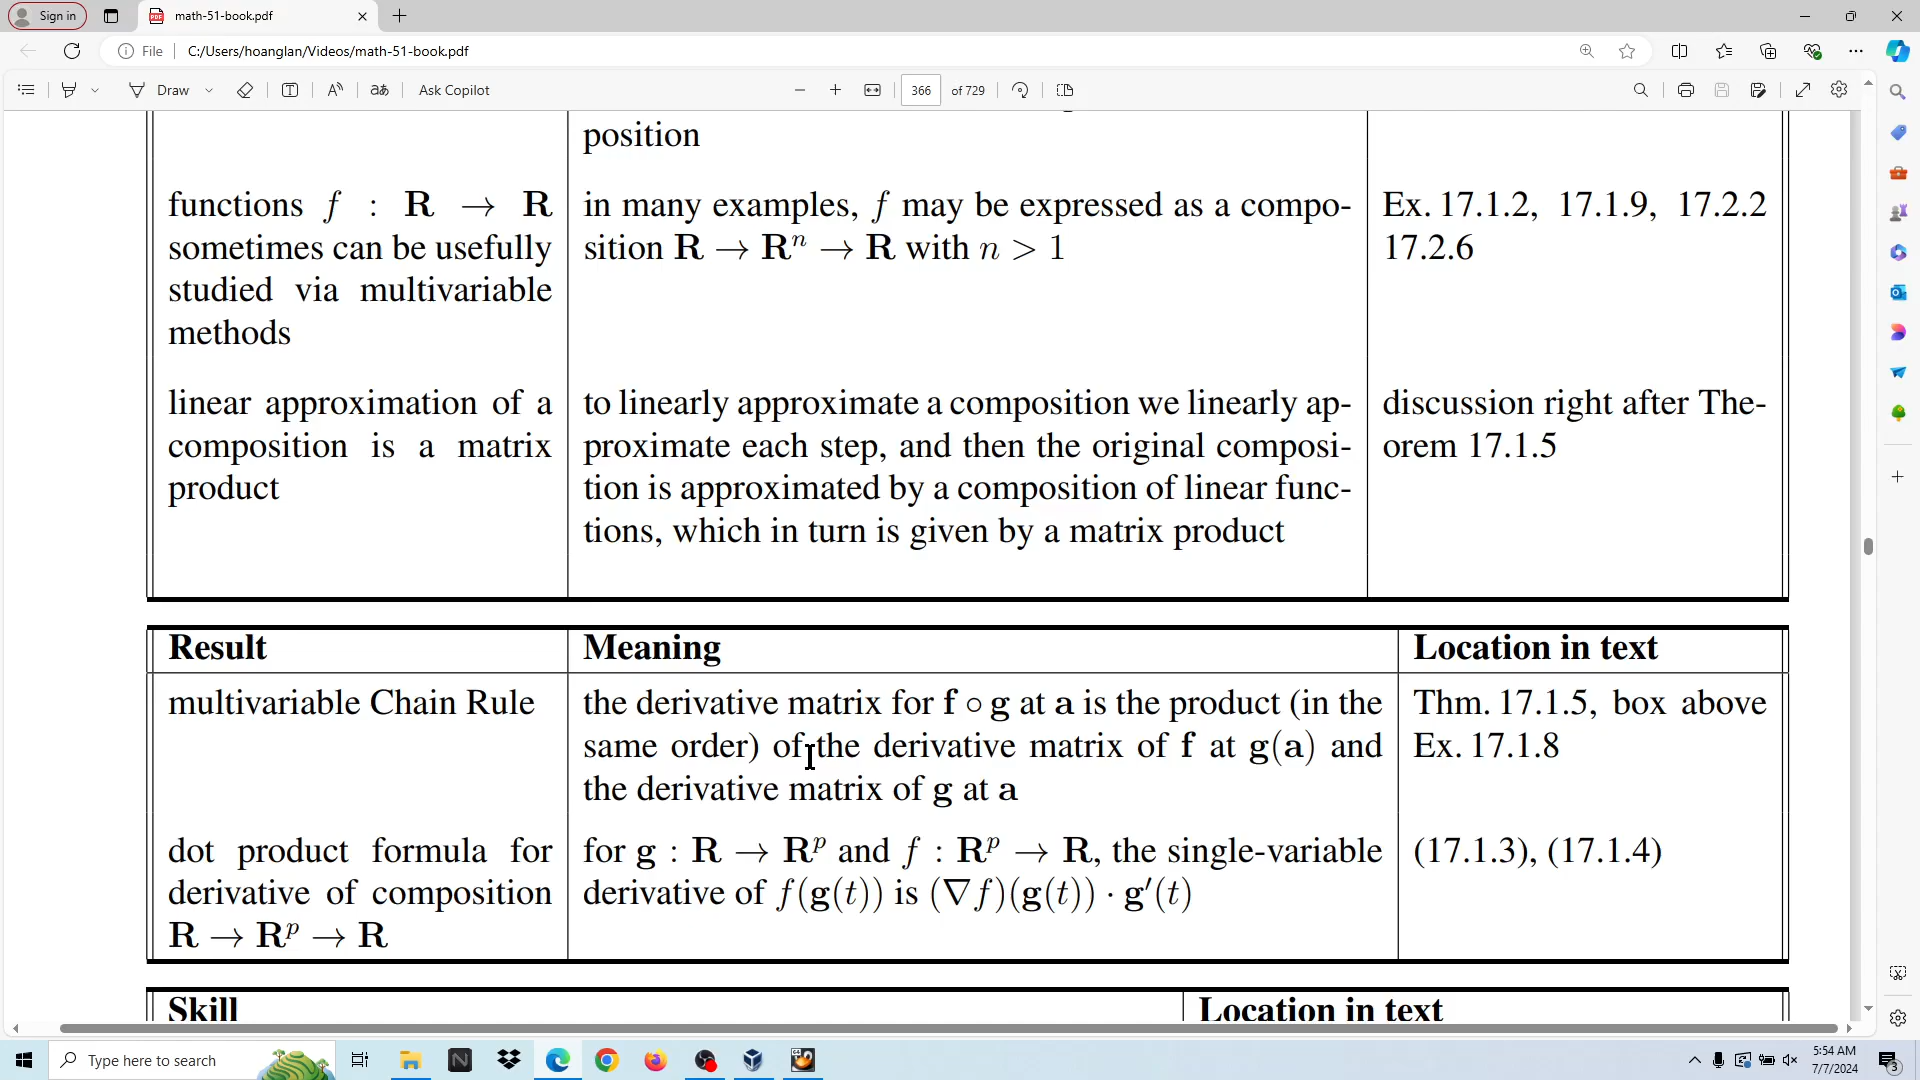 Sign in
math-51-book.pdf
File
C:/Users/hoanglan/Videos/math-51-book.pdf
Draw
Ask Copilot
366 of 729
position
functions f : R → R
sometimes can be usefully
studied via multivariable
methods
in many examples, f may be expressed as a compo-
sition R → Rⁿ → R with n > 1
Ex. 17.1.2, 17.1.9, 17.2.2
17.2.6
linear approximation of a
composition is a matrix
product
to linearly approximate a composition we linearly ap-
proximate each step, and then the original composi-
tion is approximated by a composition of linear func-
tions, which in turn is given by a matrix product
discussion right after The-
orem 17.1.5
Result
Meaning
Location in text
multivariable Chain Rule
the derivative matrix for f ∘ g at a is the product (in the
same order) of the derivative matrix of f at g(a) and
the derivative matrix of g at a
Thm. 17.1.5, box above
Ex. 17.1.8
dot product formula for
derivative of composition
R → Rᵖ → R
for g : R → Rᵖ and f : Rᵖ → R, the single-variable
derivative of f(g(t)) is (∇f)(g(t)) · g′(t)
(17.1.3), (17.1.4)
Skill
Location in text
Type here to search
5:54 AM
7/7/2024
3